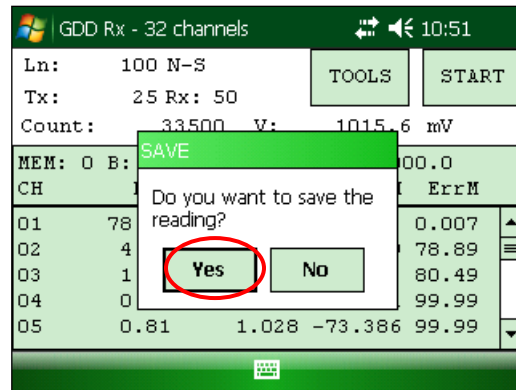 GDD Rx - 32 channels 10:51
Ln: 100 N-S
TOOLS START
Tx: 25 Rx: 50
Count: 33500 V: 1015.6 mV
SAVE
MEM: 0 B: 00.0
CH ErrM
Do you want to save the
reading?
01 78 0.007
02 4 78.89
03 1 80.49
Yes No
04 0 99.99
05 0.81 1.028 -73.386 99.99